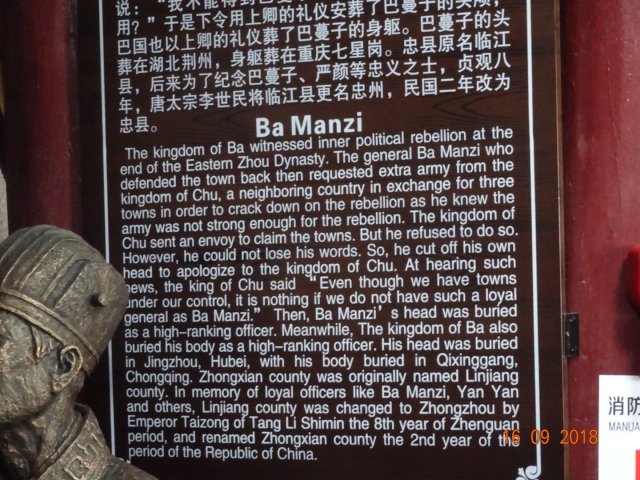 说：“我不能得到巴蔓
用？”于是下令用上卿的礼仪安葬了巴蔓子的头颅，
巴国也以上卿的礼仪葬了巴蔓子的身躯。巴蔓子的头
葬在湖北荆州，身躯葬在重庆七星岗。忠县原名临江
县，后来为了纪念巴蔓子、严颜等忠义之士，贞观八
年，唐太宗李世民将临江县更名忠州，民国二年改为
忠县。
Ba Manzi
The kingdom of Ba witnessed inner political rebellion at the
end of the Eastern Zhou Dynasty. The general Ba Manzi who
defended the town back then requested extra army from the
kingdom of Chu, a neighboring country in exchange for three
towns in order to crack down on the rebellion as he knew the
army was not strong enough for the rebellion. The kingdom of
Chu sent an envoy to claim the towns. But he refused to do so.
However, he could not lose his words. So, he cut off his own
head to apologize to the kingdom of Chu. At hearing such
news, the king of Chu said “Even though we have towns
under our control, it is nothing if we do not have such a loyal
general as Ba Manzi.” Then, Ba Manzi’s head was buried
as a high-ranking officer. Meanwhile, The kingdom of Ba also
buried his body as a high-ranking officer. His head was buried
in Jingzhou, Hubei, with his body buried in Qixinggang,
Chongqing. Zhongxian county was originally named Linjiang
county. In memory of loyal officers like Ba Manzi, Yan Yan
and others, Linjiang county was changed to Zhongzhou by
Emperor Taizong of Tang Li Shimin the 8th year of Zhenguan
period, and renamed Zhongxian county the 2nd year of the
period of the Republic of China.
消防
MANUA
16 09 2018